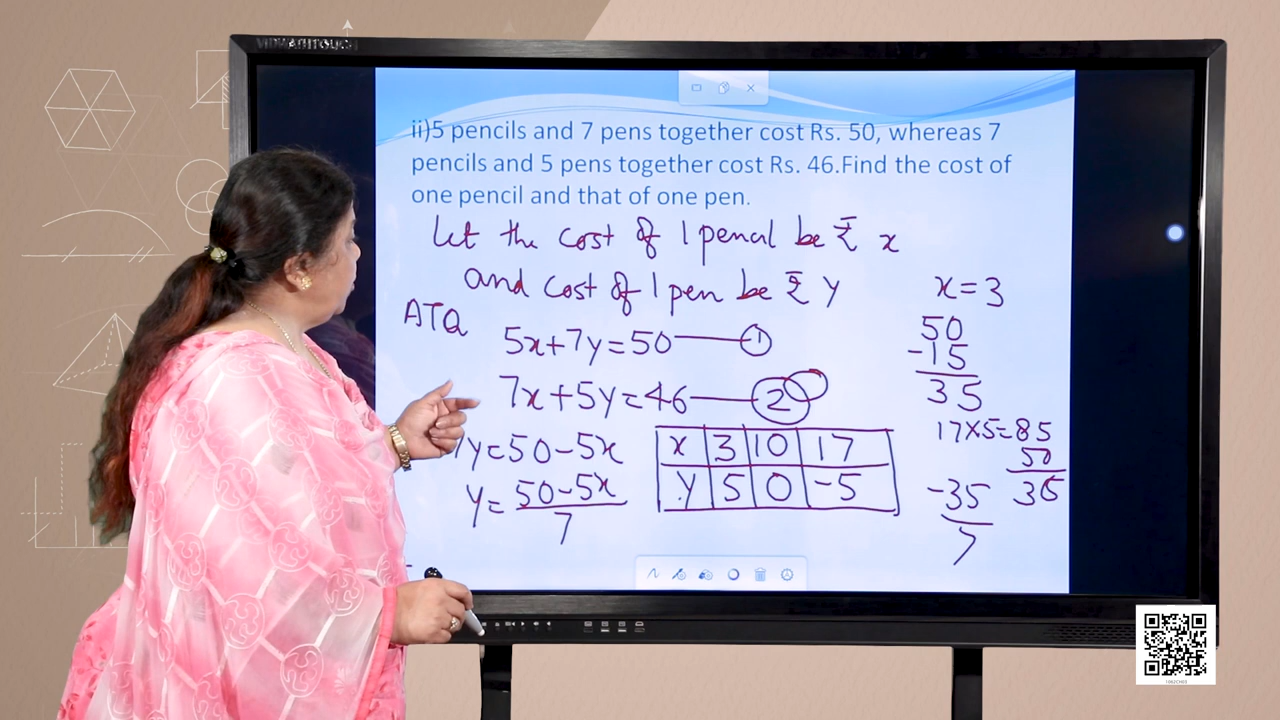 VIDYASHTOUCH
ii)5 pencils and 7 pens together cost Rs. 50, whereas 7
pencils and 5 pens together cost Rs. 46.Find the cost of
one pencil and that of one pen.
Let the cost of 1 pencil be ₹ x
and cost of 1 pen be ₹ y
x=3
ATQ
5x+7y=50 — ①
50
-15
35
7x+5y=46 — ②
17×5=85
50
35
7y=50-5x
y=50-5x/7
x 3 10 17
y 5 0 -5
-35
7
1062CH03